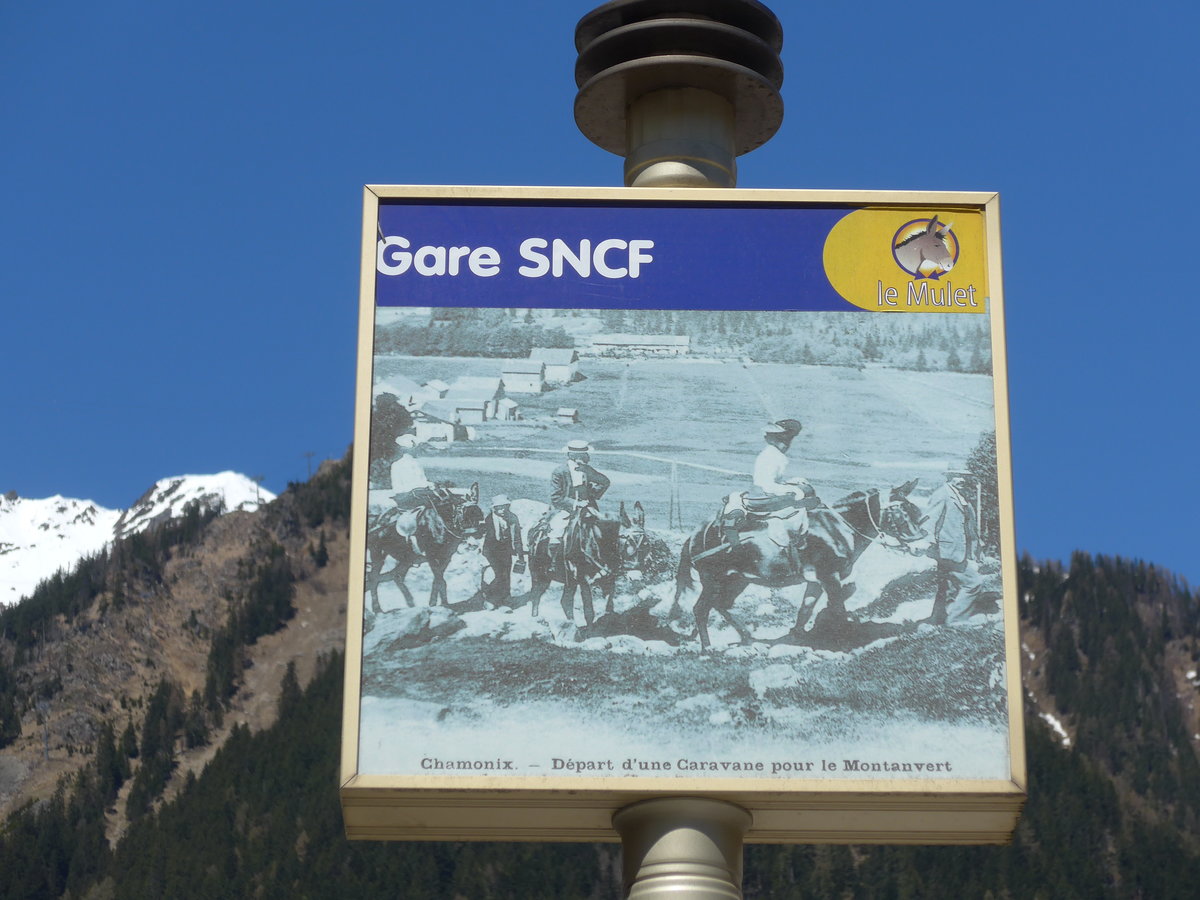 Gare SNCF
le Mulet
Chamonix. – Départ d'une Caravane pour le Montanvert